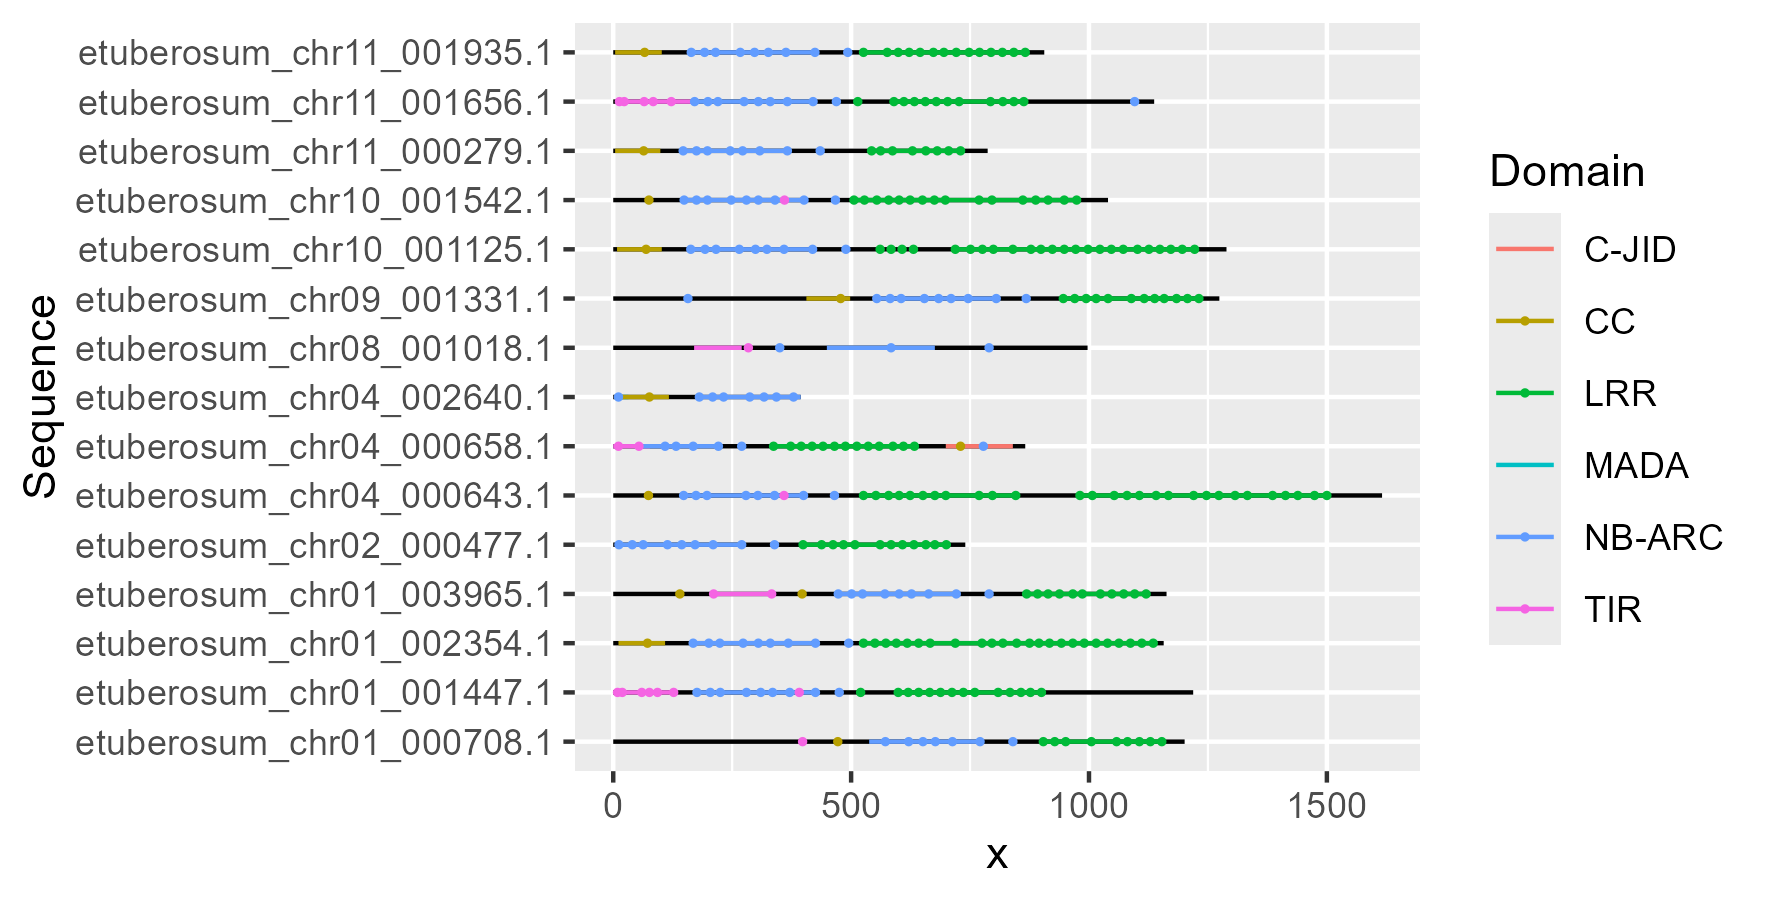 etuberosum_chr11_001935.1
etuberosum_chr11_001656.1
etuberosum_chr11_000279.1
etuberosum_chr10_001542.1
etuberosum_chr10_001125.1
etuberosum_chr09_001331.1
etuberosum_chr08_001018.1
etuberosum_chr04_002640.1
etuberosum_chr04_000658.1
etuberosum_chr04_000643.1
etuberosum_chr02_000477.1
etuberosum_chr01_003965.1
etuberosum_chr01_002354.1
etuberosum_chr01_001447.1
etuberosum_chr01_000708.1
Sequence
0 500 1000 1500
x
Domain
C-JID
CC
LRR
MADA
NB-ARC
TIR